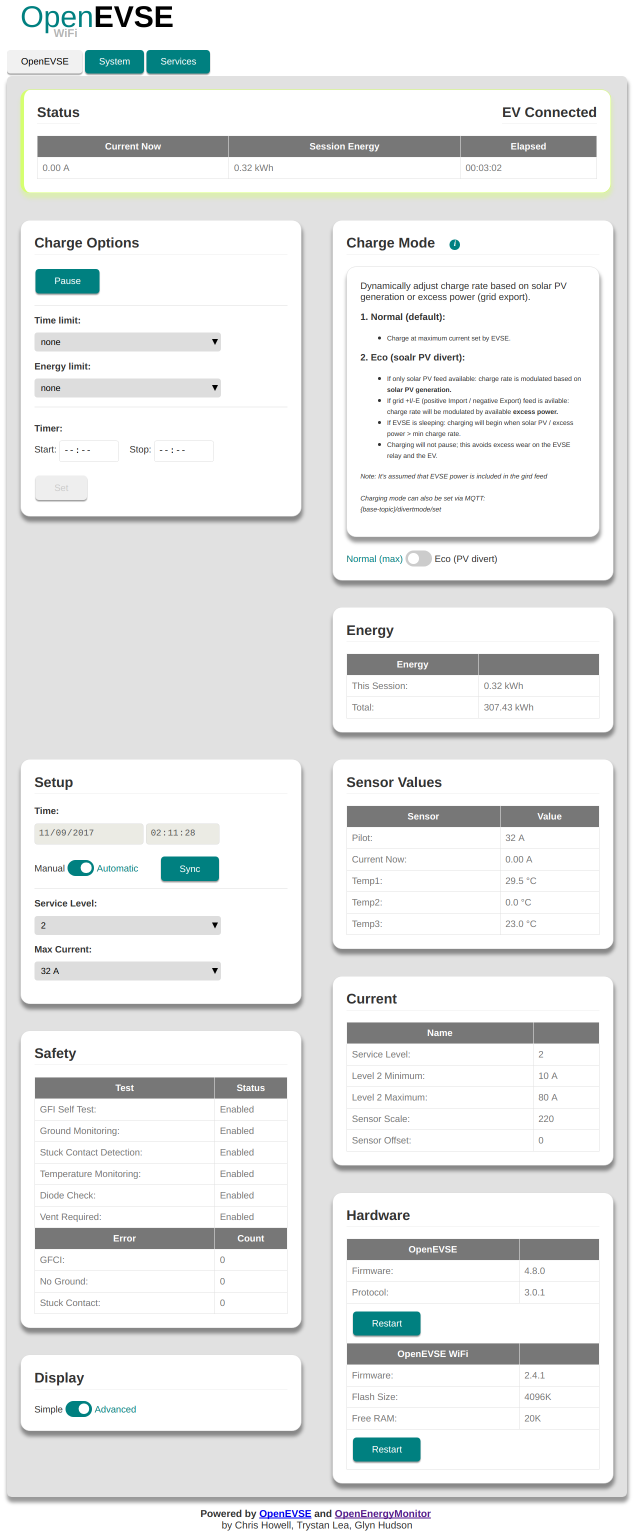 OpenEVSE
WiFi
OpenEVSE System Services
Status EV Connected
Current Now Session Energy Elapsed
0.00 A 0.32 kWh 00:03:02
Charge Options
Pause
Time limit:
none
Energy limit:
none
Timer:
Start: --:-- Stop: --:--
Set
Charge Mode i
Dynamically adjust charge rate based on solar PV
generation or excess power (grid export).
1. Normal (default):
Charge at maximum current set by EVSE.
2. Eco (soalr PV divert):
If only solar PV feed available: charge rate is modulated based on
solar PV generation.
If grid +I/-E (positive Import / negative Export) feed is avilable:
charge rate will be modulated by available excess power.
If EVSE is sleeping: charging will begin when solar PV / excess
power > min charge rate.
Charging will not pause; this avoids excess wear on the EVSE
relay and the EV.
Note: It's assumed that EVSE power is included in the gird feed
Charging mode can also be set via MQTT:
(base-topic)/divertmode/set
Normal (max) Eco (PV divert)
Energy
Energy
This Session: 0.32 kWh
Total: 307.43 kWh
Setup
Time:
11/09/2017 02:11:28
Manual Automatic Sync
Service Level:
2
Max Current:
32 A
Sensor Values
Sensor Value
Pilot: 32 A
Current Now: 0.00 A
Temp1: 29.5 °C
Temp2: 0.0 °C
Temp3: 23.0 °C
Current
Name
Service Level: 2
Level 2 Minimum: 10 A
Level 2 Maximum: 80 A
Sensor Scale: 220
Sensor Offset: 0
Safety
Test Status
GFI Self Test: Enabled
Ground Monitoring: Enabled
Stuck Contact Detection: Enabled
Temperature Monitoring: Enabled
Diode Check: Enabled
Vent Required: Enabled
Error Count
GFCI: 0
No Ground: 0
Stuck Contact: 0
Hardware
OpenEVSE
Firmware: 4.8.0
Protocol: 3.0.1
Restart
OpenEVSE WiFi
Firmware: 2.4.1
Flash Size: 4096K
Free RAM: 20K
Restart
Display
Simple Advanced
Powered by OpenEVSE and OpenEnergyMonitor
by Chris Howell, Trystan Lea, Glyn Hudson